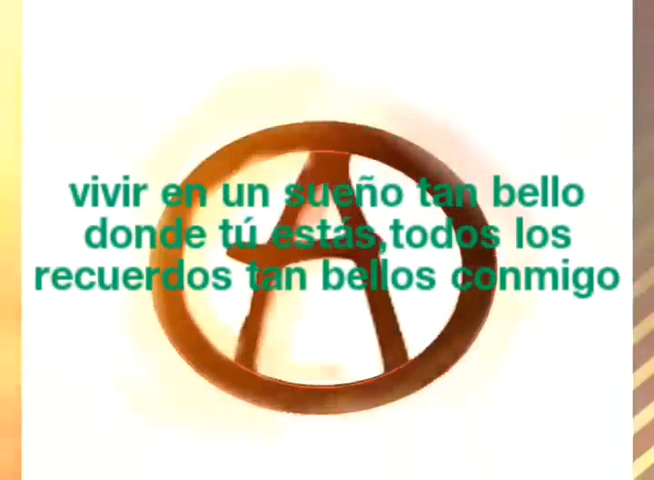 vivir en un sueño tan bello
donde tú estás,todos los
recuerdos tan bellos conmigo